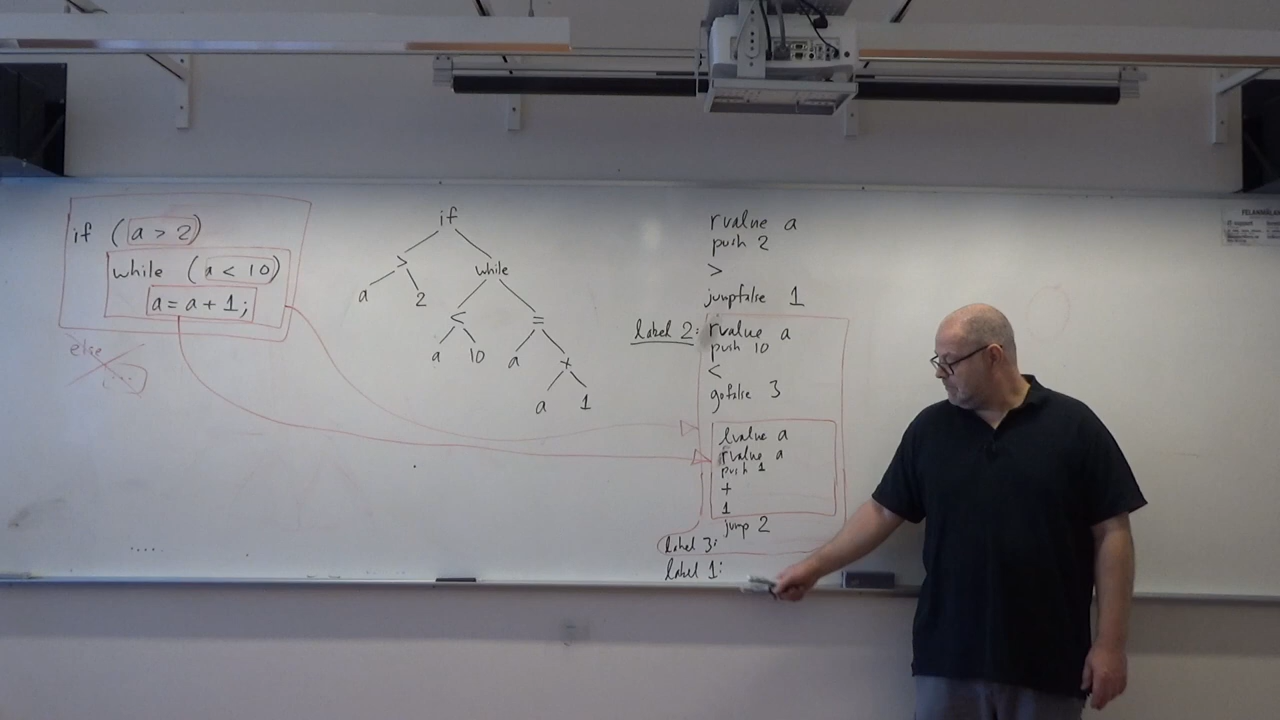 if (a > 2)
while (a < 10)
a = a + 1;
else
....
....
if
>
while
a
2
<
=
a
10
a
+
a
1
rvalue a
push 2
>
jumpfalse 1
label 2: rvalue a
push 10
<
gofalse 3
lvalue a
rvalue a
push 1
+
1
jump 2
label 3:
label 1:
FELANMÄLAN